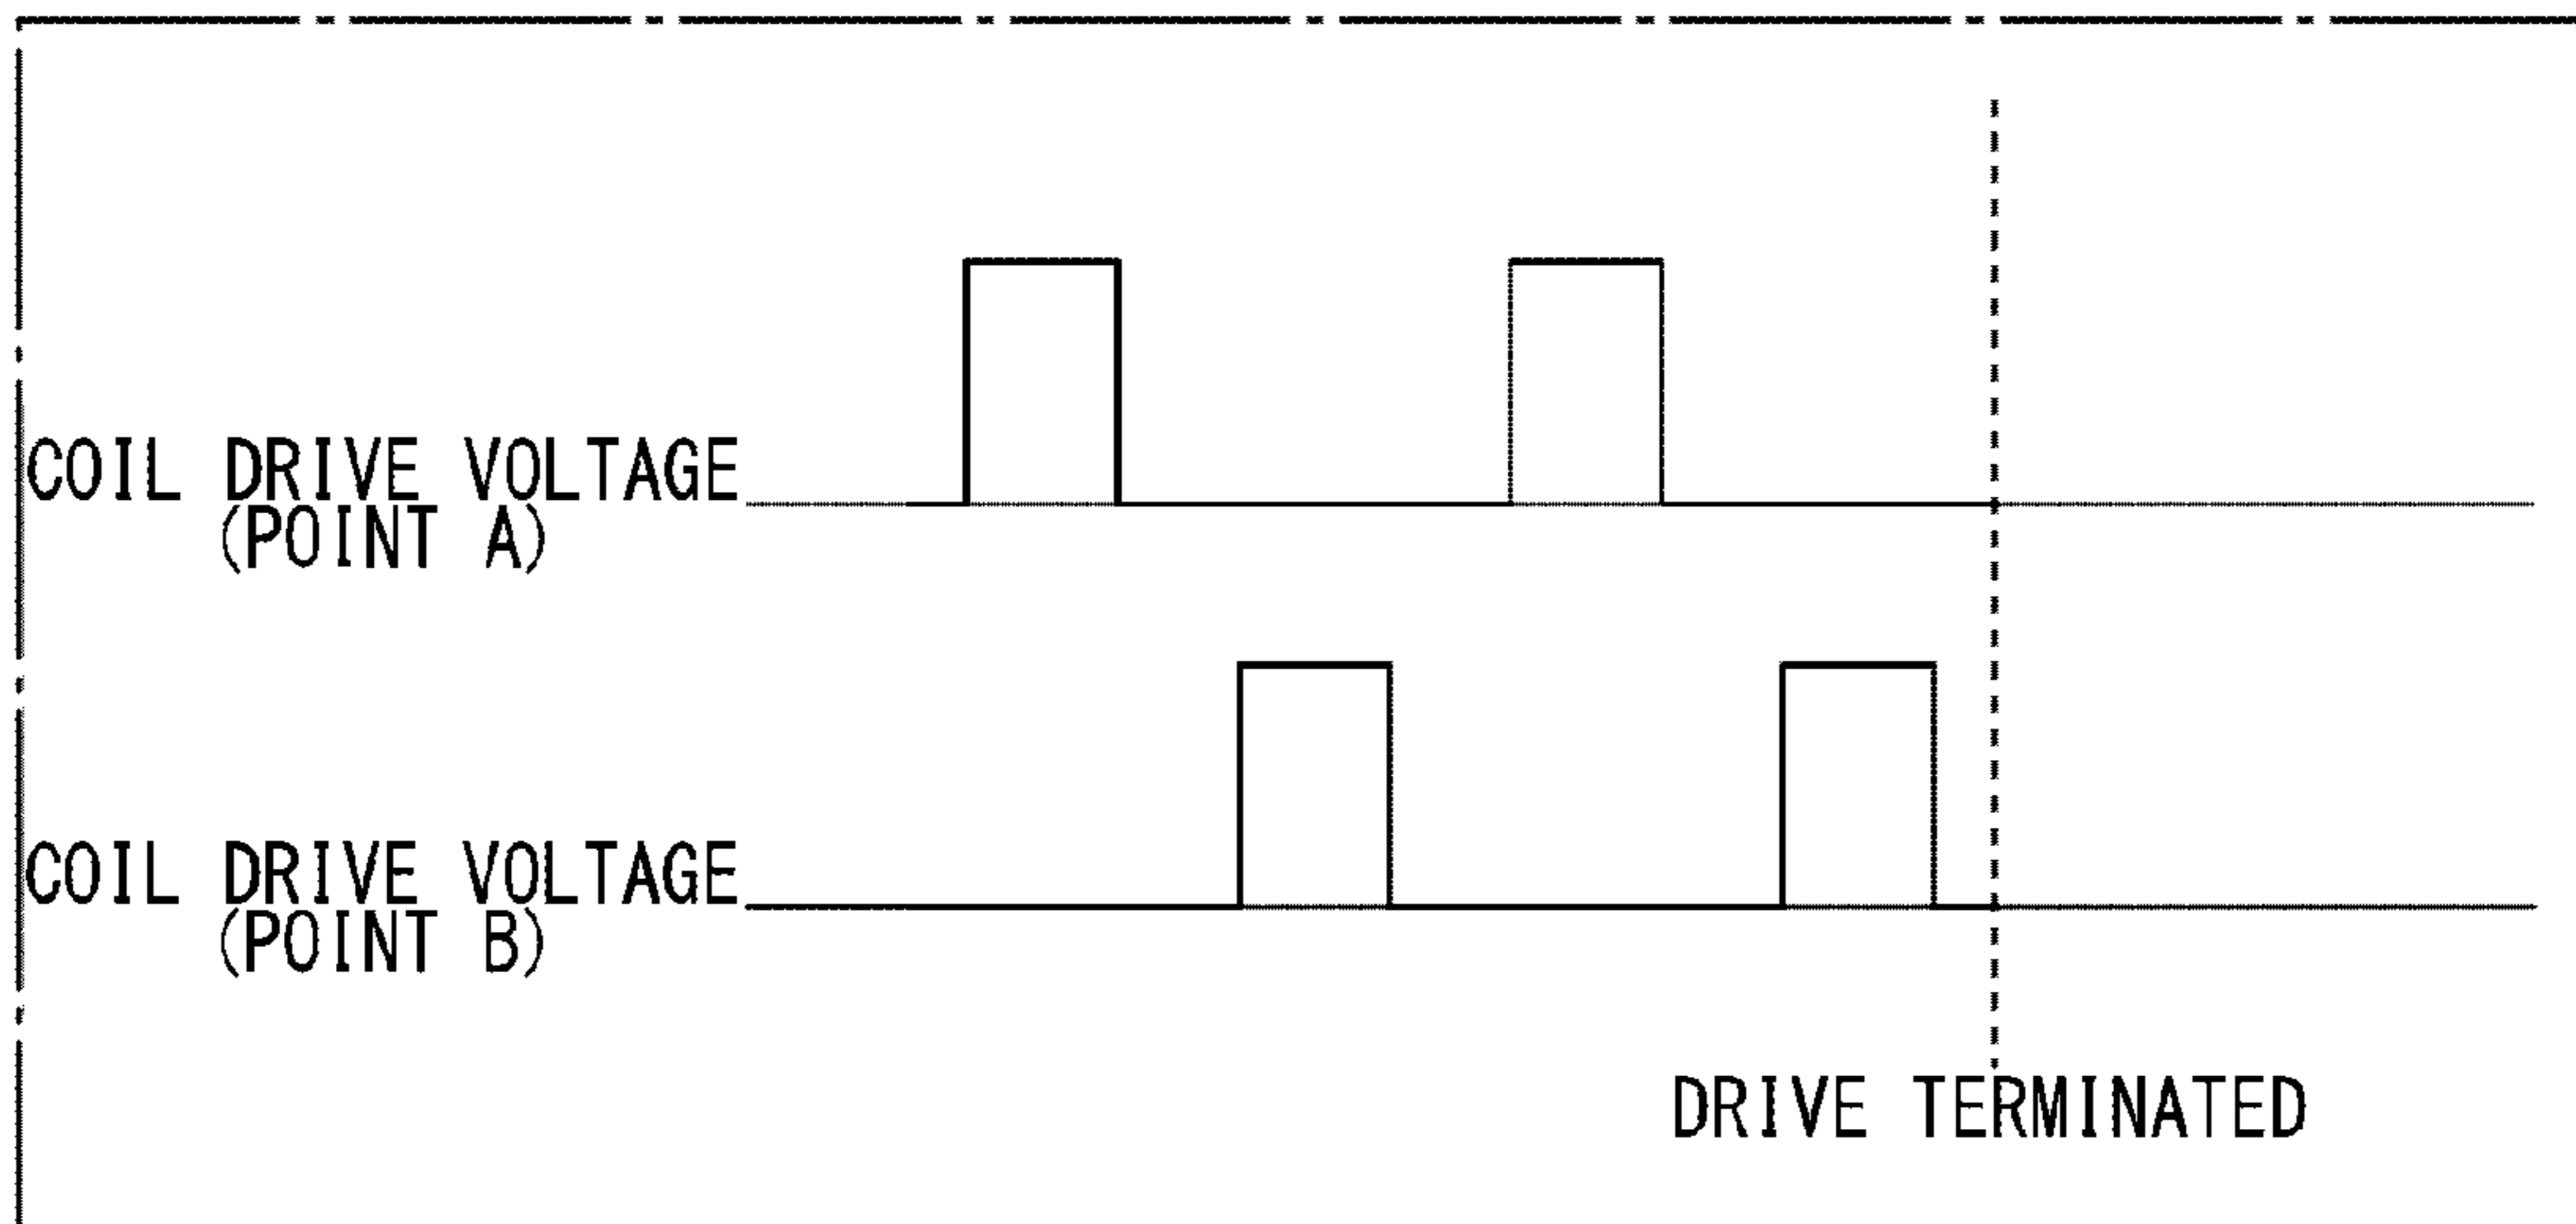 COIL DRIVE VOLTAGE
(POINT A)
COIL DRIVE VOLTAGE
(POINT B)
DRIVE TERMINATED